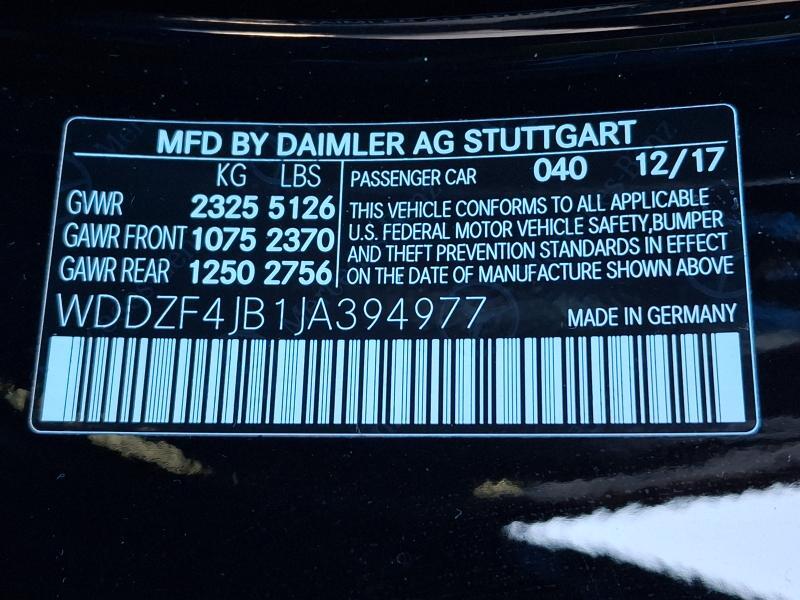 MFD BY DAIMLER AG STUTTGART
KG LBS
GVWR 2325 5126
GAWR FRONT 1075 2370
GAWR REAR 1250 2756
PASSENGER CAR 040 12/17
THIS VEHICLE CONFORMS TO ALL APPLICABLE
U.S. FEDERAL MOTOR VEHICLE SAFETY,BUMPER
AND THEFT PREVENTION STANDARDS IN EFFECT
ON THE DATE OF MANUFACTURE SHOWN ABOVE
WDDZF4JB1JA394977
MADE IN GERMANY